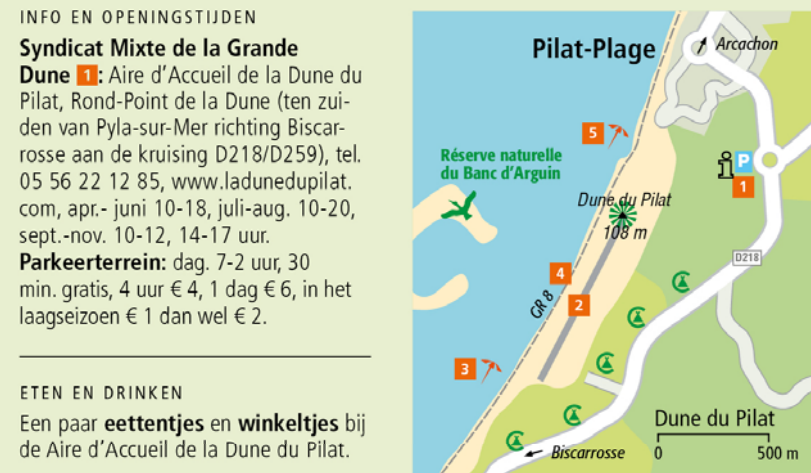 INFO EN OPENINGSTIJDEN
Syndicat Mixte de la Grande
Dune 1: Aire d'Accueil de la Dune du
Pilat, Rond-Point de la Dune (ten zui-
den van Pyla-sur-Mer richting Biscar-
rosse aan de kruising D218/D259), tel.
05 56 22 12 85, www.ladunedupilat.
com, apr.- juni 10-18, juli-aug. 10-20,
sept.-nov. 10-12, 14-17 uur.
Parkeerterrein: dag. 7-2 uur, 30
min. gratis, 4 uur € 4, 1 dag € 6, in het
laagseizoen € 1 dan wel € 2.
ETEN EN DRINKEN
Een paar eettentjes en winkeltjes bij
de Aire d'Accueil de la Dune du Pilat.
Pilat-Plage
Arcachon
5
Réserve naturelle
du Banc d'Arguin
i P
1
Dune du Pilat
108 m
D218
4
2
GR 8
3
Dune du Pilat
0 500 m
Biscarrosse